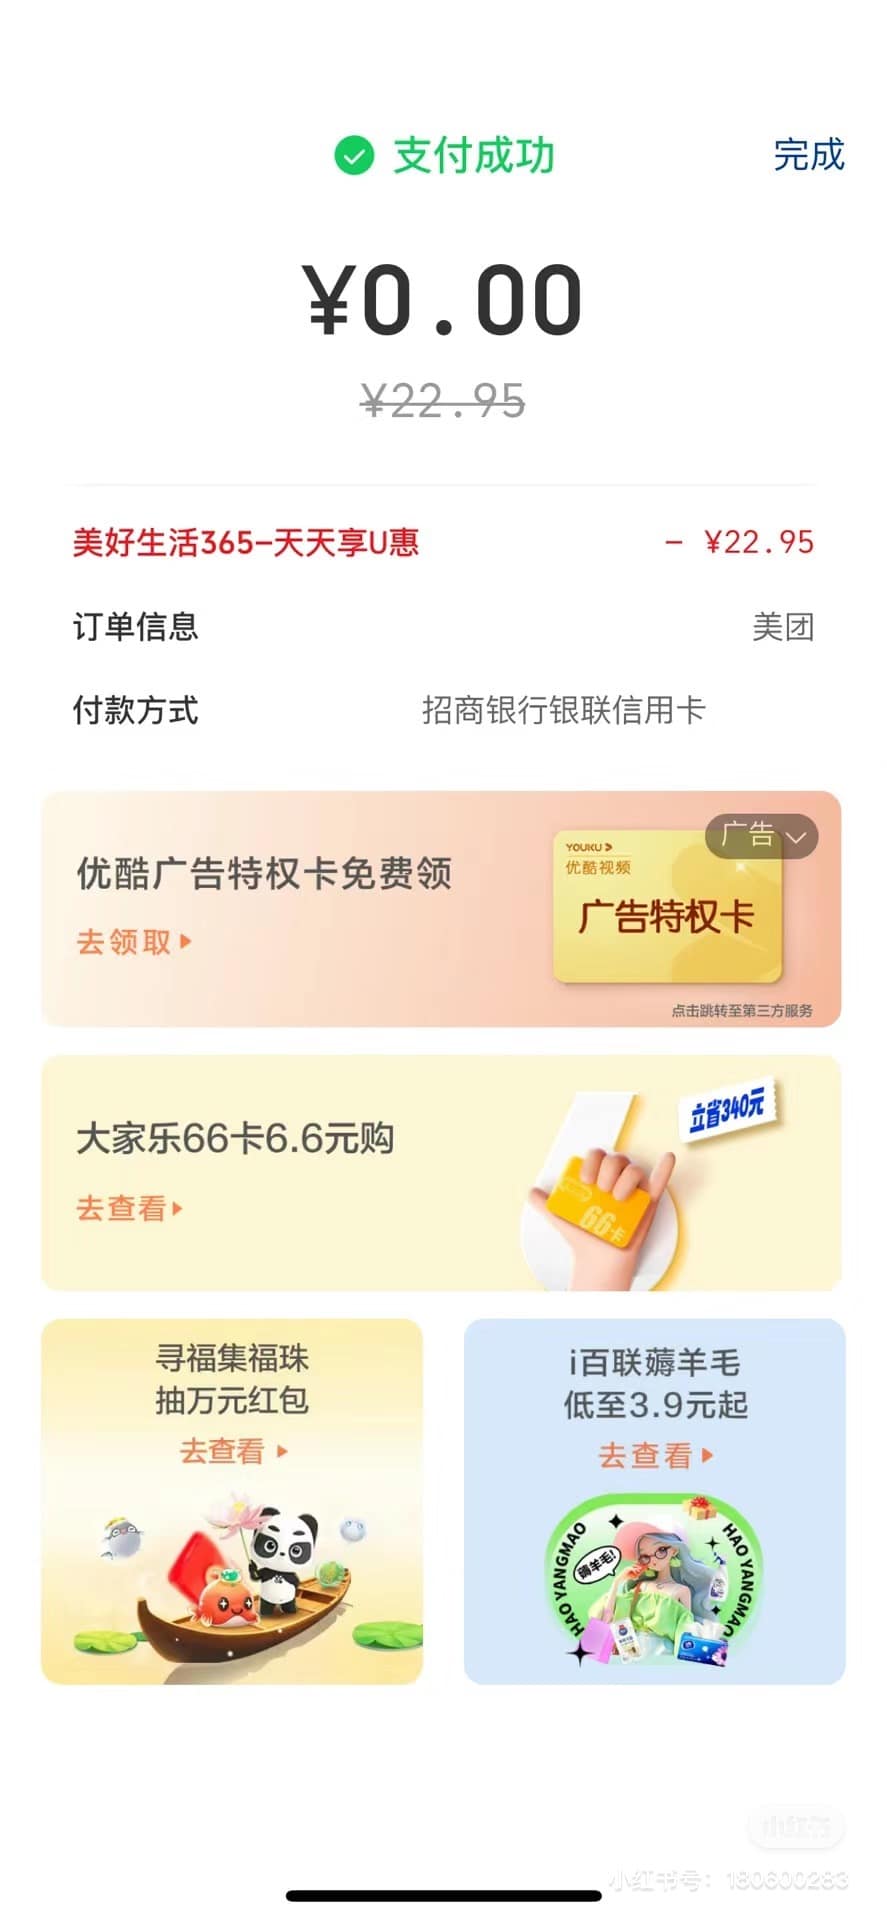 支付成功
完成
¥0.00
¥22.95
美好生活365-天天享U惠
- ¥22.95
订单信息
美团
付款方式
招商银行银联信用卡
优酷广告特权卡免费领
去领取
广告
YOUKU
优酷视频
广告特权卡
点击跳转至第三方服务
大家乐66卡6.6元购
去查看
立省340元
66卡
寻福集福珠
抽万元红包
去查看
i百联薅羊毛
低至3.9元起
去查看
HAO YANGMAO
薅羊毛!
HAO YANGMAO
小红书
小红书号：180600283